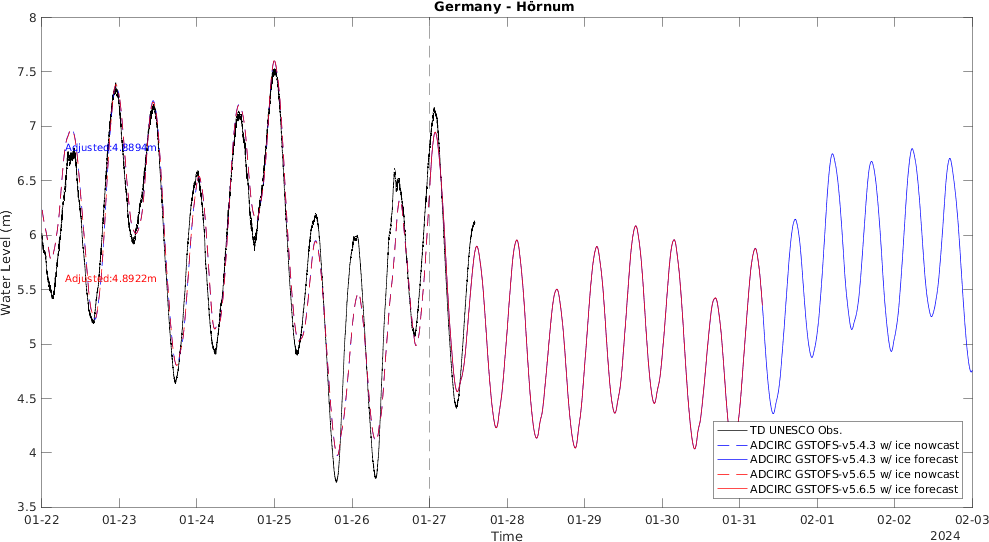 Germany - Hörnum
8
7.5
7
6.5
6
5.5
5
4.5
4
3.5
Water Level (m)
Adjusted:4.8894m
Adjusted:4.8922m
TD UNESCO Obs.
ADCIRC GSTOFS-v5.4.3 w/ ice nowcast
ADCIRC GSTOFS-v5.4.3 w/ ice forecast
ADCIRC GSTOFS-v5.6.5 w/ ice nowcast
ADCIRC GSTOFS-v5.6.5 w/ ice forecast
01-22 01-23 01-24 01-25 01-26 01-27 01-28 01-29 01-30 01-31 02-01 02-02 02-03
Time
2024